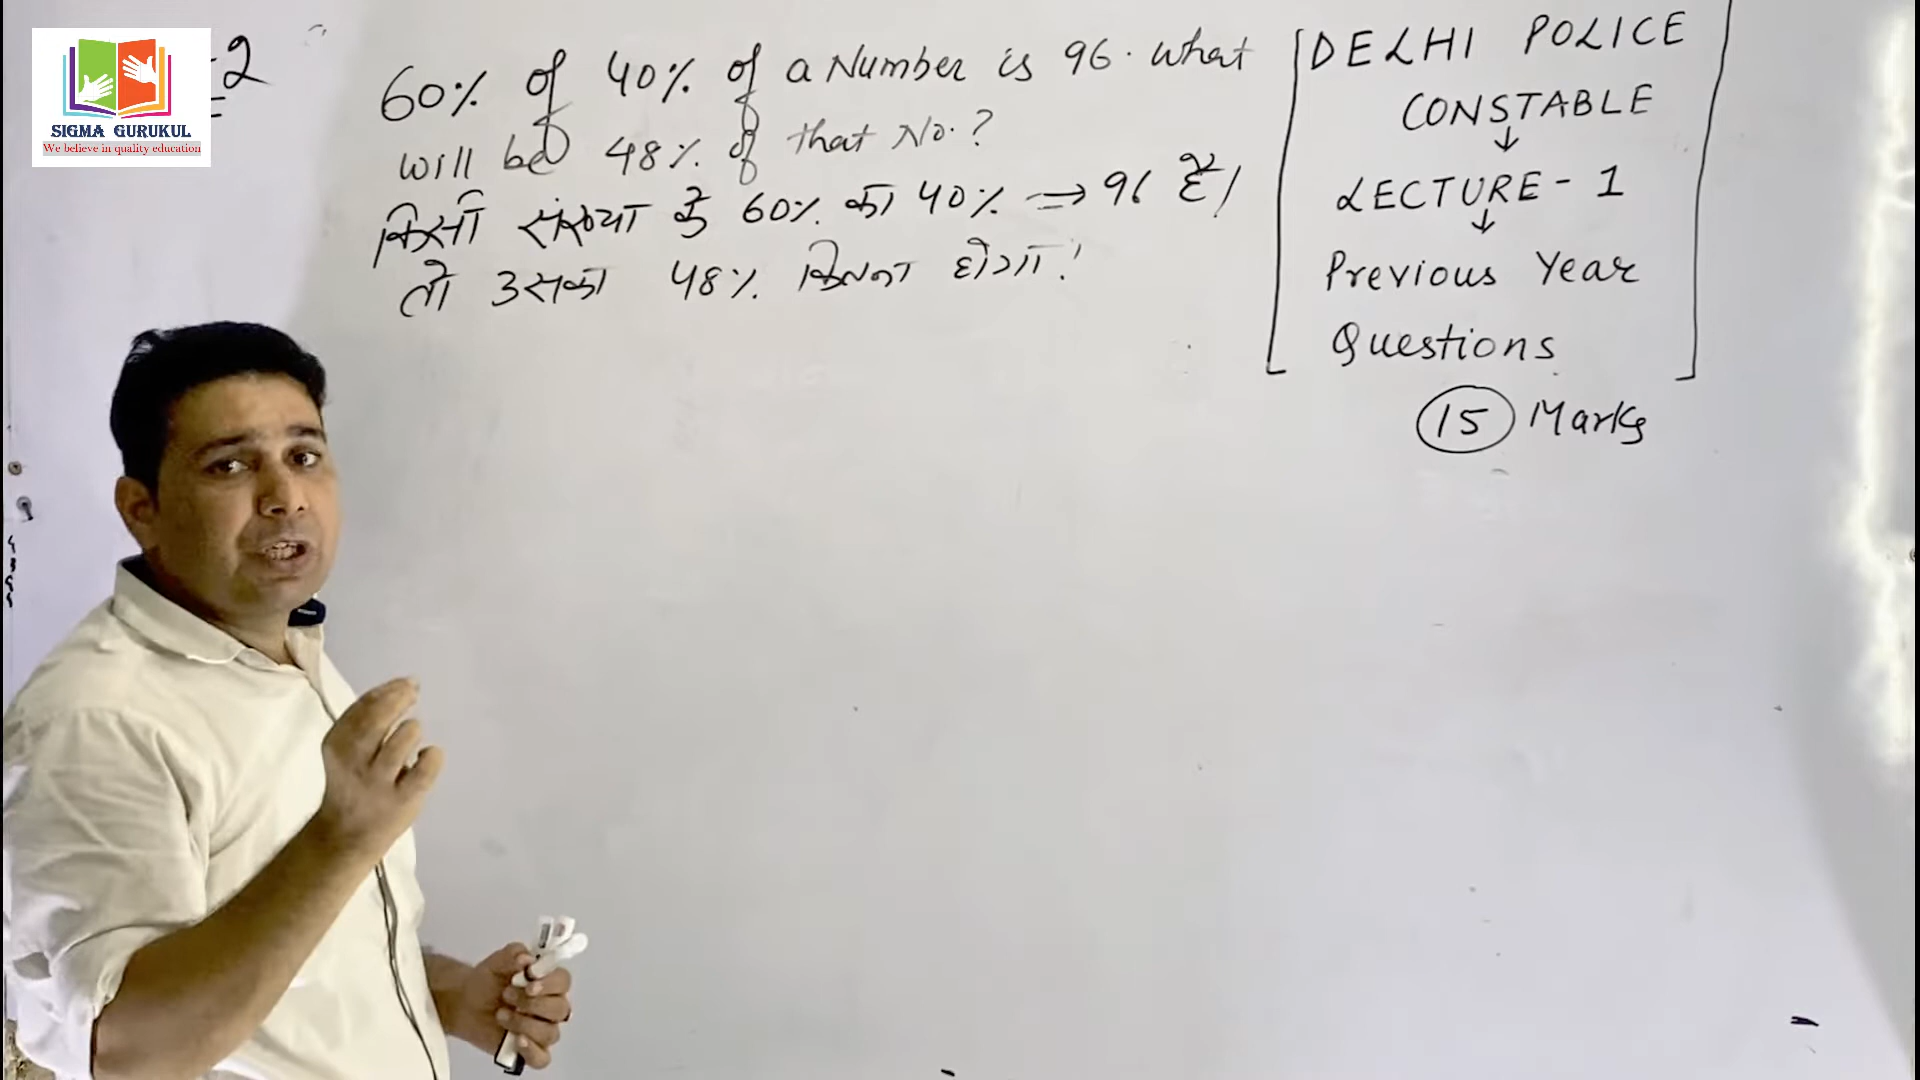 SIGMA GURUKUL
We believe in quality education
-2
60% of 40% of a Number is 96. What
will be 48% of that No.?
किसी संख्या के 60% का 40% ⇒ 96 है।
तो उसका 48% कितना होगा?
DELHI POLICE
CONSTABLE
↓
LECTURE - 1
↓
Previous Year
Questions
15 Marks